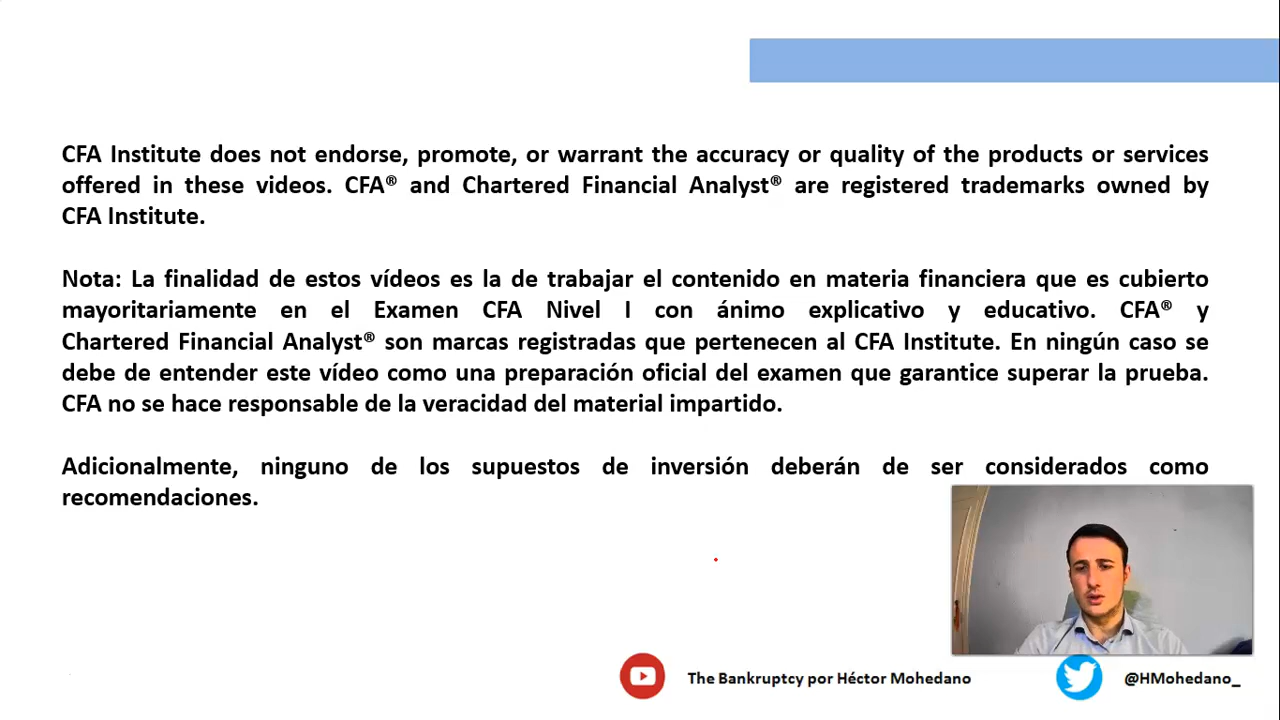 CFA Institute does not endorse, promote, or warrant the accuracy or quality of the products or services
offered in these videos. CFA® and Chartered Financial Analyst® are registered trademarks owned by
CFA Institute.
Nota: La finalidad de estos vídeos es la de trabajar el contenido en materia financiera que es cubierto
mayoritariamente en el Examen CFA Nivel I con ánimo explicativo y educativo. CFA® y
Chartered Financial Analyst® son marcas registradas que pertenecen al CFA Institute. En ningún caso se
debe de entender este vídeo como una preparación oficial del examen que garantice superar la prueba.
CFA no se hace responsable de la veracidad del material impartido.
Adicionalmente, ninguno de los supuestos de inversión deberán de ser considerados como
recomendaciones.
The Bankruptcy por Héctor Mohedano
@HMohedano_